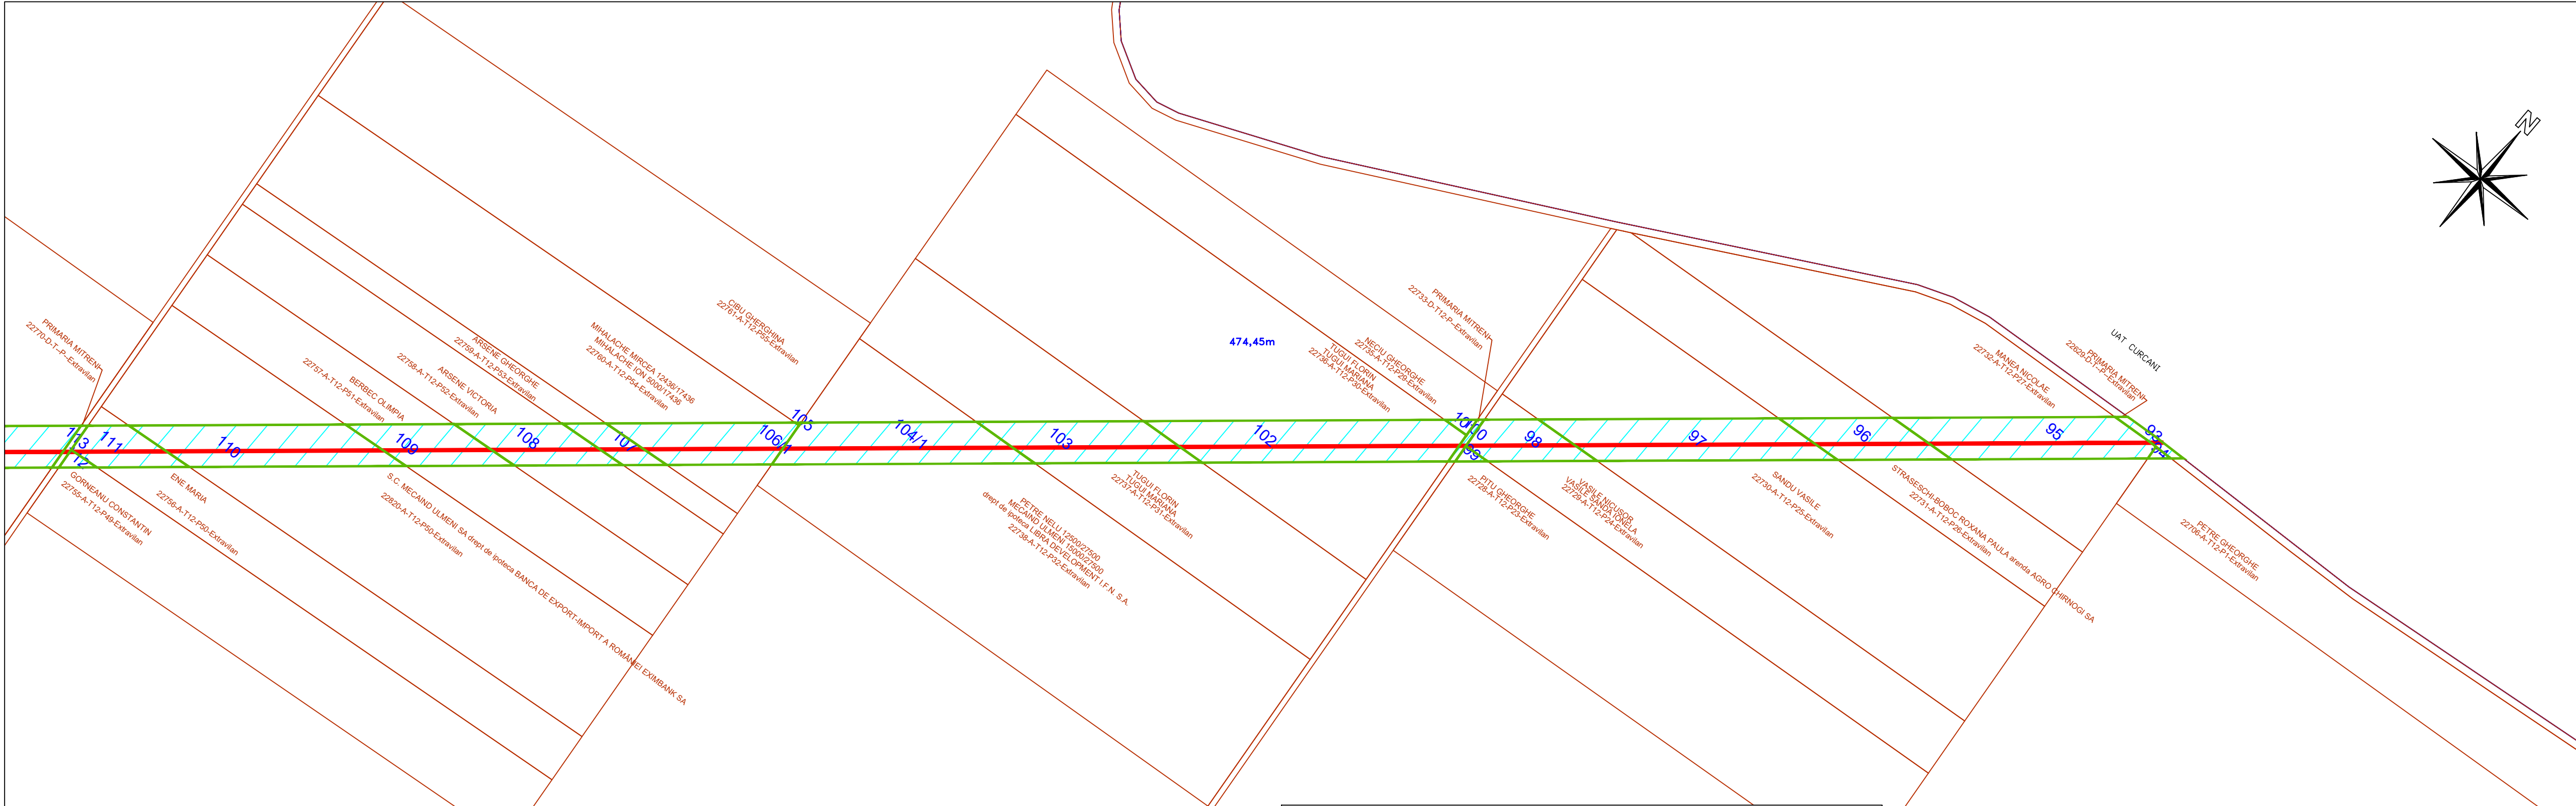 N
PRIMARIA MITRENI
22770-D-T--P--Extravilan
BERBEC OLIMPIA
22757-A-T12-P51-Extravilan
ARSENE VICTORIA
22758-A-T12-P52-Extravilan
ARSENE GHEORGHE
22759-A-T12-P53-Extravilan
MIHALACHE MIRCEA 12436/17436
MIHALACHE ION 5000/17436
22760-A-T12-P54-Extravilan
CIBU GHERGHINA
22761-A-T12-P55-Extravilan
474,45m
TUGUI FLORIN
TUGUI MARIANA
22736-A-T12-P30-Extravilan
NECIU GHEORGHE
22735-A-T12-P29-Extravilan
PRIMARIA MITRENI
22733-D-T12-P--Extravilan
MANEA NICOLAE
22732-A-T12-P27-Extravilan
PRIMARIA MITRENI
22629-D-T--P--Extravilan
UAT CURCANI
113
112
111
110
109
108
107
106/1
105
104/1
103
102
101
100
99
98
97
96
95
93
94
GORNEANU CONSTANTIN
22755-A-T12-P49-Extravilan
ENE MARIA
22756-A-T12-P50-Extravilan
S.C. MECAIND ULMENI SA drept de ipoteca BANCA DE EXPORT-IMPORT A ROMÂNIEI EXIMBANK SA
22820-A-T12-P50-Extravilan
PETRE NELU 12500/27500
MECAIND ULMENI 15000/27500
drept de ipoteca LIBRA DEVELOPMENT I.F.N. S.A.
22738-A-T12-P32-Extravilan
TUGUI FLORIN
TUGUI MARIANA
22737-A-T12-P31-Extravilan
PITU GHEORGHE
22728-A-T12-P23-Extravilan
VASILE NICUSOR
VASILE SANDA IONELA
22729-A-T12-P24-Extravilan
SANDU VASILE
22730-A-T12-P25-Extravilan
STRASESCHI-BOBOC ROXANA PAULA arenda AGRO CHIRNOGI SA
22731-A-T12-P26-Extravilan
PETRE GHEORGHE
22706-A-T12-P1-Extravilan